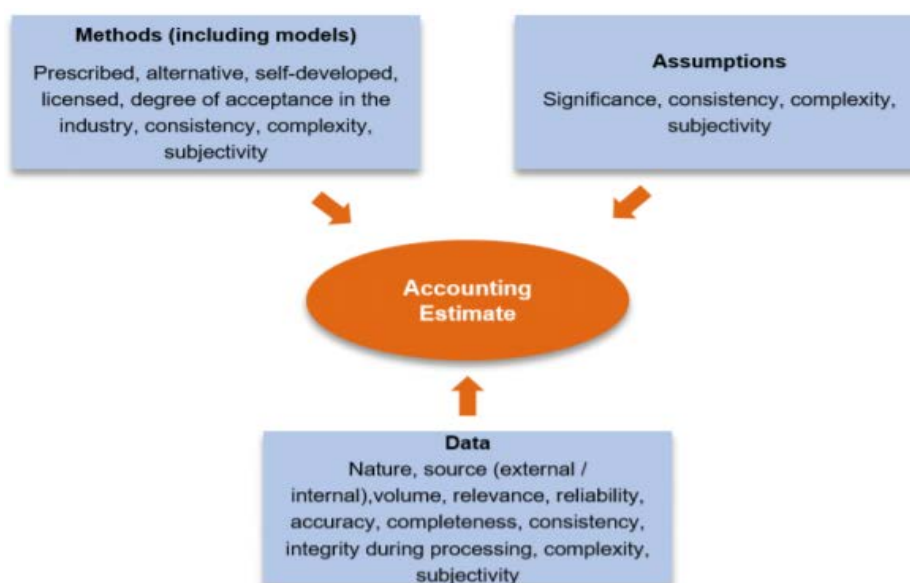 Methods (including models)
Prescribed, alternative, self-developed,
licensed, degree of acceptance in the
industry, consistency, complexity,
subjectivity
Assumptions
Significance, consistency, complexity,
subjectivity
Accounting
Estimate
Data
Nature, source (external /
internal),volume, relevance, reliability,
accuracy, completeness, consistency,
integrity during processing, complexity,
subjectivity